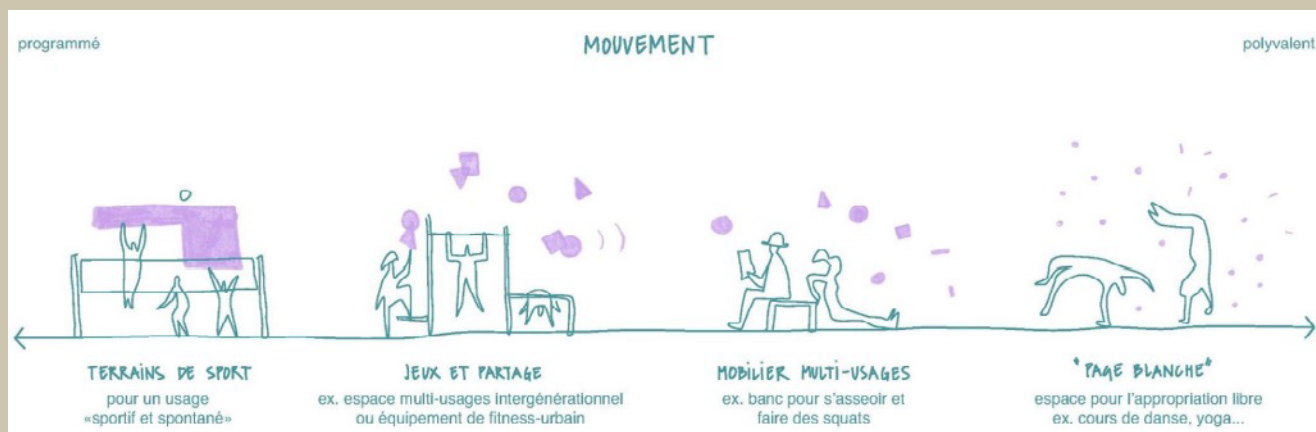 programmé
MOUVEMENT
polyvalent
TERRAINS DE SPORT
pour un usage
«sportif et spontané»
JEUX ET PARTAGE
ex. espace multi-usages intergénérationnel
ou équipement de fitness-urbain
MOBILIER MULTI-USAGES
ex. banc pour s'asseoir et
faire des squats
"PAGE BLANCHE"
espace pour l'appropriation libre
ex. cours de danse, yoga...